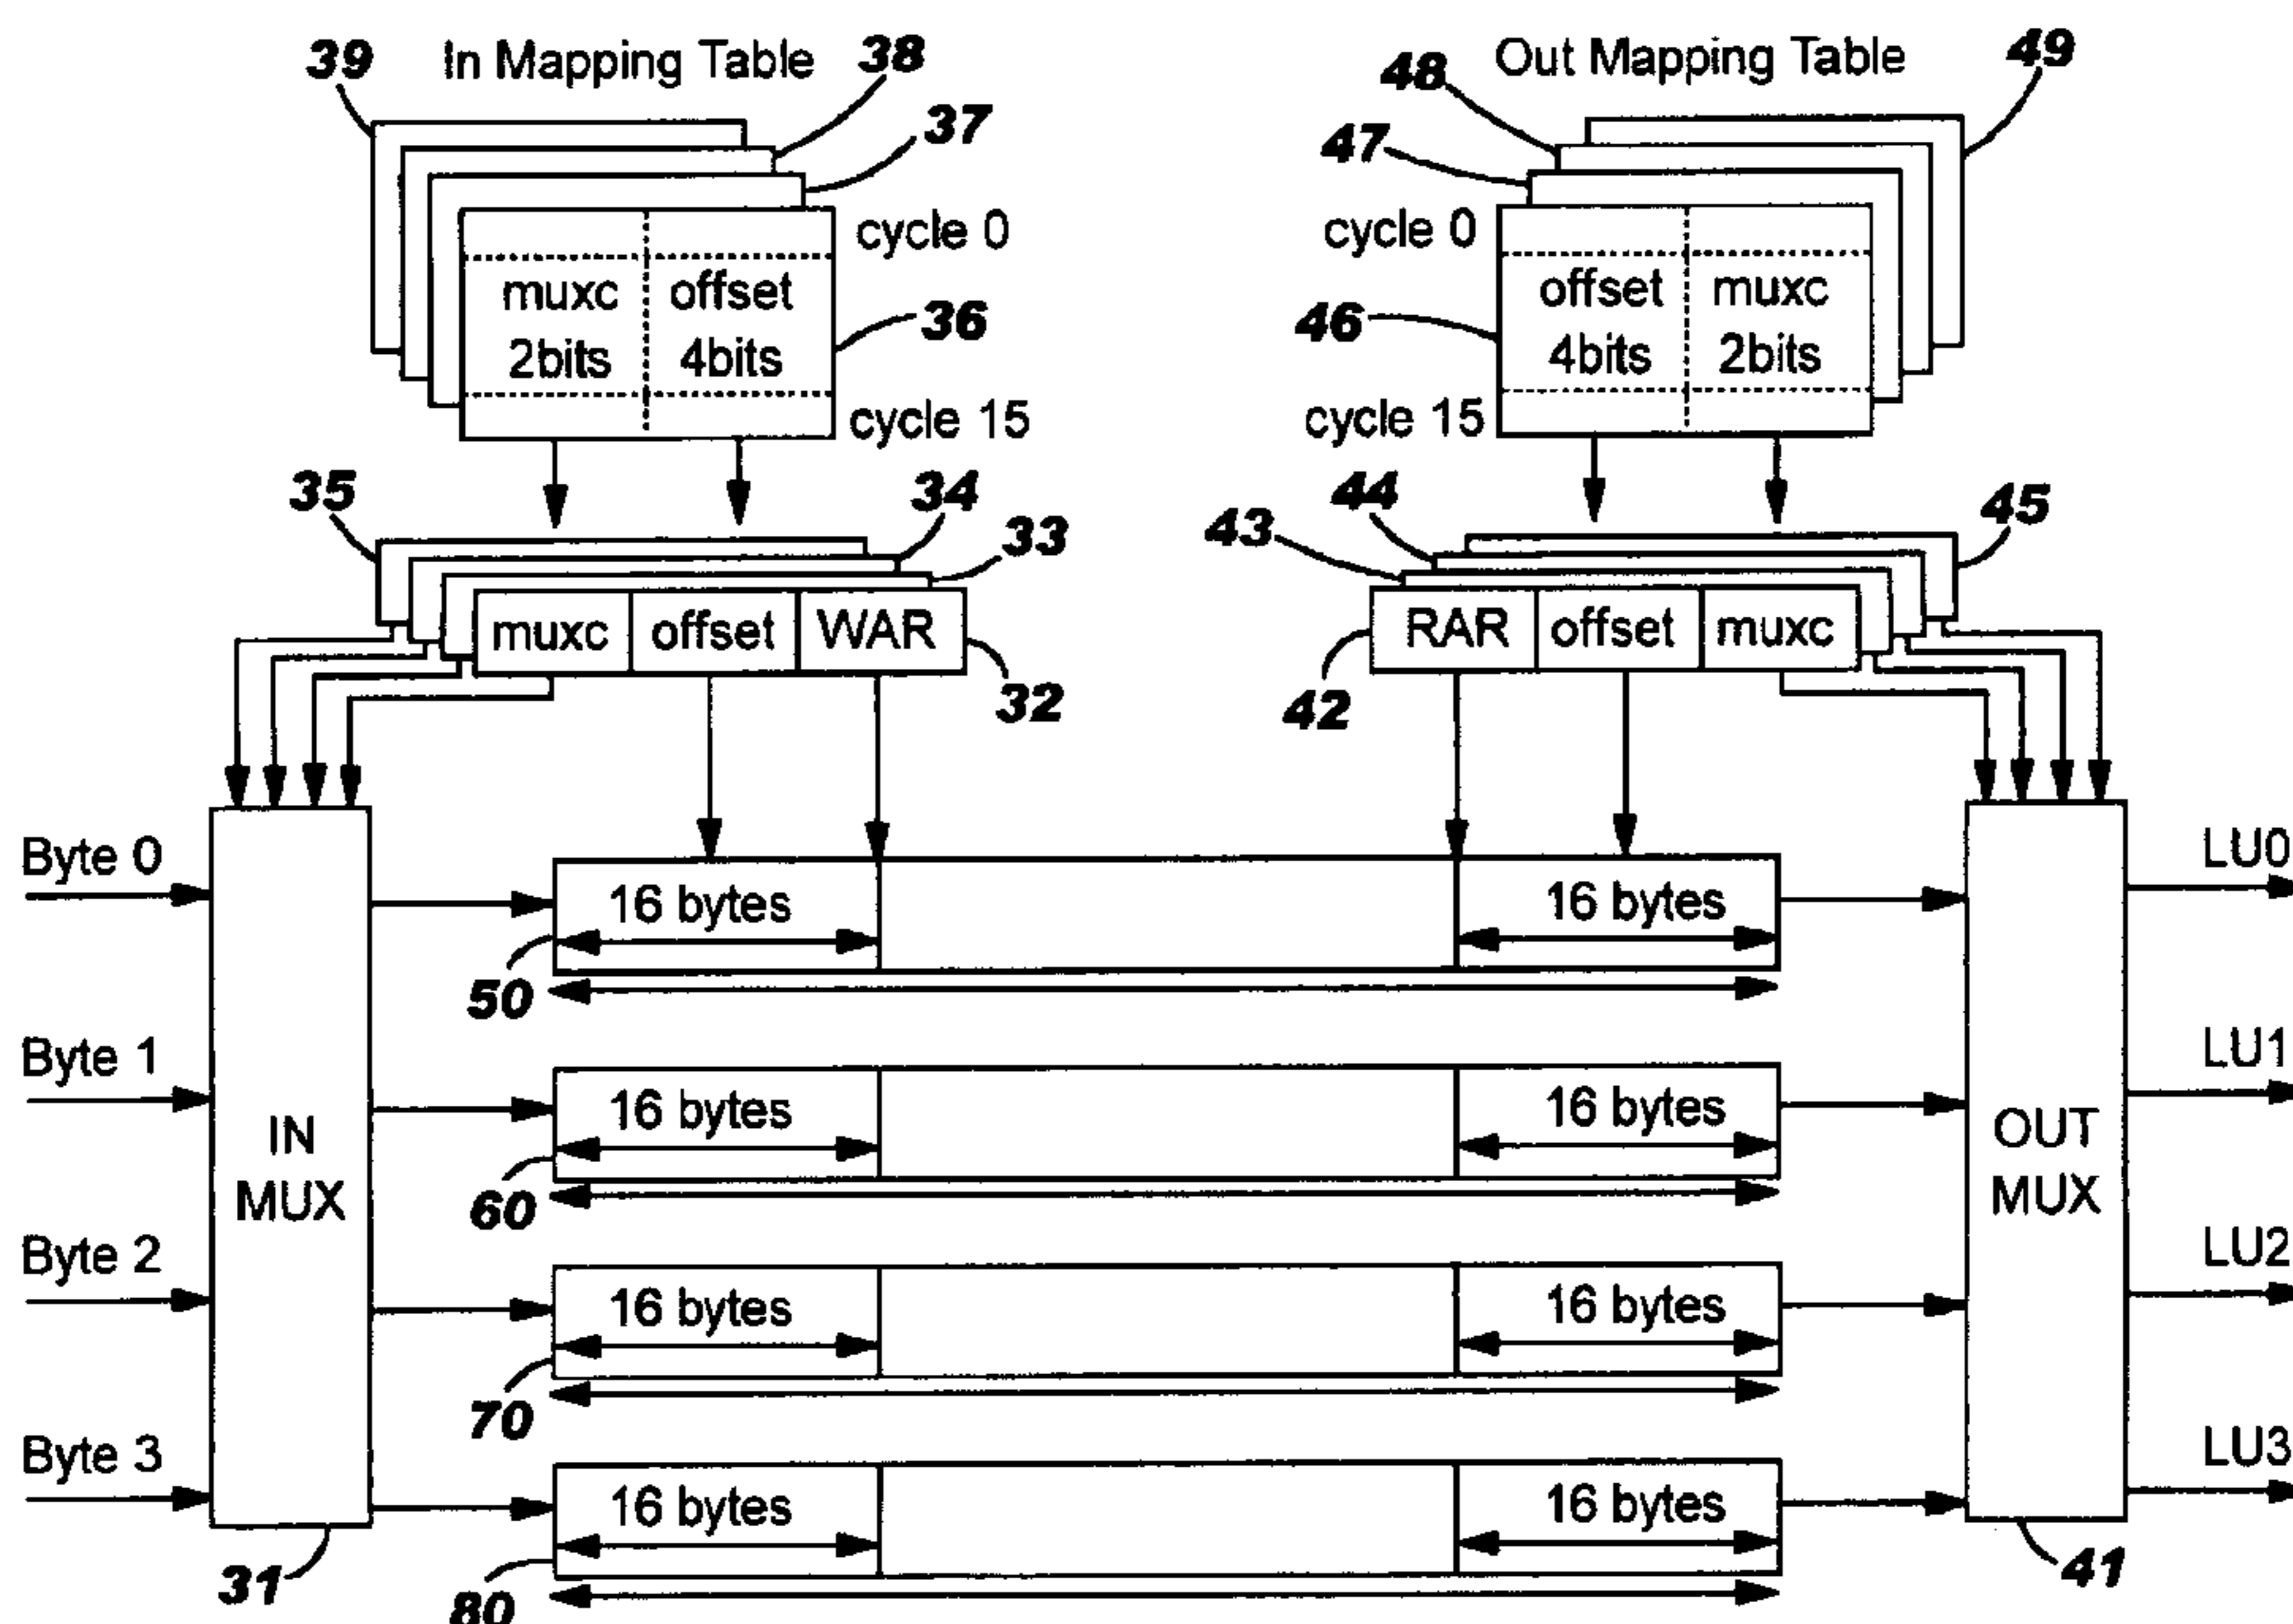 39 In Mapping Table 38
37
cycle 0
muxc offset
2bits 4bits
36
cycle 15
48 Out Mapping Table 49
47
cycle 0
offset muxc
4bits 2bits
46
cycle 15
35 34
33
muxc offset WAR
32
44 45
43
RAR offset muxc
42
Byte 0
Byte 1
Byte 2
Byte 3
IN
MUX
31
16 bytes 16 bytes
50
16 bytes 16 bytes
60
16 bytes 16 bytes
70
16 bytes 16 bytes
80
OUT
MUX
41
LU0
LU1
LU2
LU3